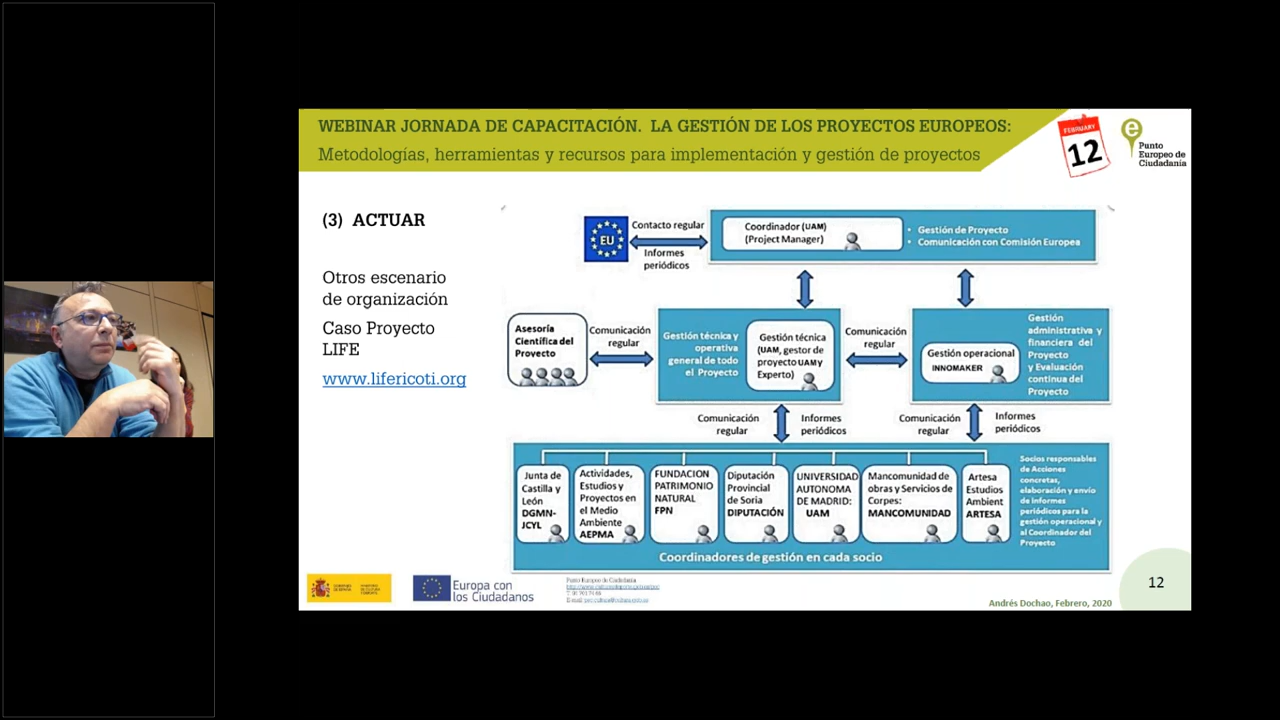 WEBINAR JORNADA DE CAPACITACIÓN. LA GESTIÓN DE LOS PROYECTOS EUROPEOS:
Metodologías, herramientas y recursos para implementación y gestión de proyectos
FEBRUARY
12
e
Punto
Europeo de
Ciudadanía
(3) ACTUAR
Otros escenario
de organización
Caso Proyecto
LIFE
www.lifericoti.org
EU
Contacto regular
Informes
periódicos
Coordinador (UAM)
(Project Manager)
• Gestión de Proyecto
• Comunicación con Comisión Europea
Asesoría
Científica del
Proyecto
Comunicación
regular
Gestión técnica y
operativa
general de todo
el Proyecto
Gestión técnica
(UAM, gestor de
proyecto UAM y
Experto)
Comunicación
regular
Gestión operacional
INNOMAKER
Gestión
administrativa y
financiera del
Proyecto
y Evaluación
continua del
Proyecto
Comunicación
regular
Informes
periódicos
Comunicación
regular
Informes
periódicos
Junta de
Castilla y
León
DGMN-
JCYL
Actividades,
Estudios y
Proyectos en
el Medio
Ambiente
AEPMA
FUNDACION
PATRIMONIO
NATURAL
FPN
Diputación
Provincial
de Soria
DIPUTACIÓN
UNIVERSIDAD
AUTONOMA
DE MADRID:
UAM
Mancomunidad de
obras y Servicios de
Corpes:
MANCOMUNIDAD
Artesa
Estudios
Ambient
ARTESA
Socios responsables
de Acciones
concretas,
elaboración y envío
de informes
periódicos para la
gestión operacional y
al Coordinador del
Proyecto
Coordinadores de gestión en cada socio
Europa con
los Ciudadanos
Punto Europeo de Ciudadanía
Andrés Dochao, Febrero, 2020
12